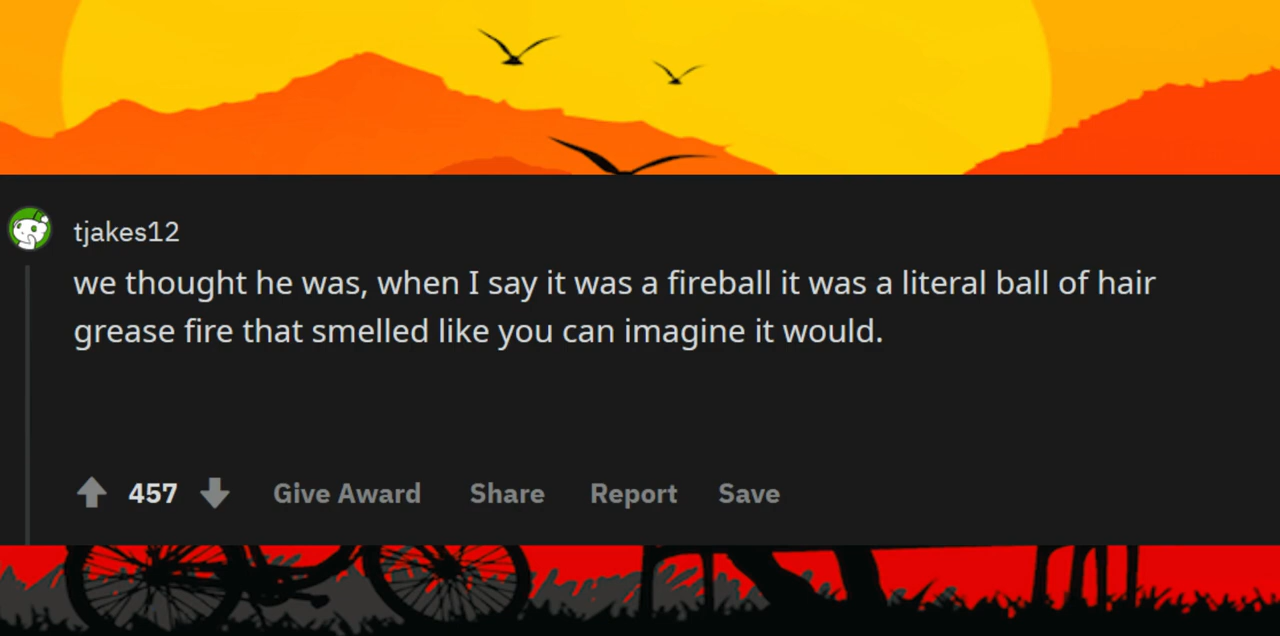 tjakes12
we thought he was, when I say it was a fireball it was a literal ball of hair
grease fire that smelled like you can imagine it would.
457 Give Award Share Report Save